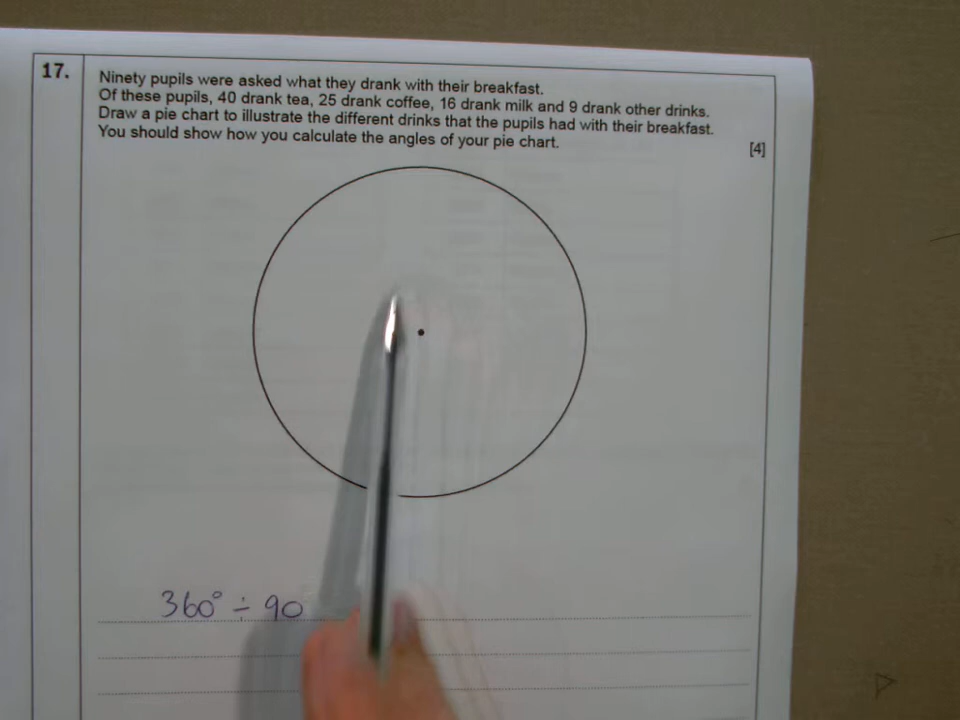 17.
Ninety pupils were asked what they drank with their breakfast.
Of these pupils, 40 drank tea, 25 drank coffee, 16 drank milk and 9 drank other drinks.
Draw a pie chart to illustrate the different drinks that the pupils had with their breakfast.
You should show how you calculate the angles of your pie chart.
[4]
360° ÷ 90